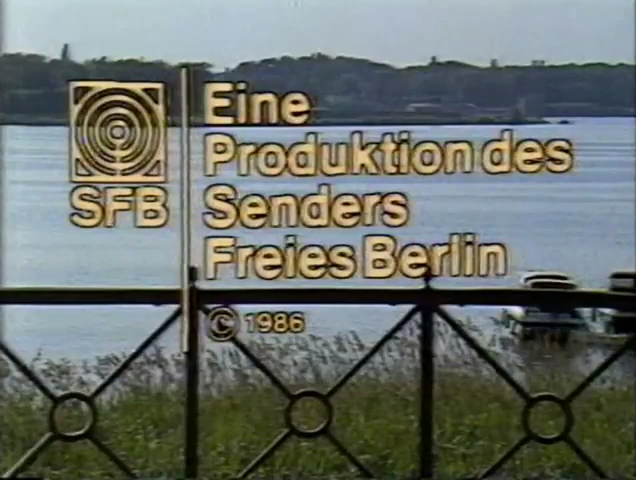 SFB
Eine
Produktion des
Senders
Freies Berlin
© 1986